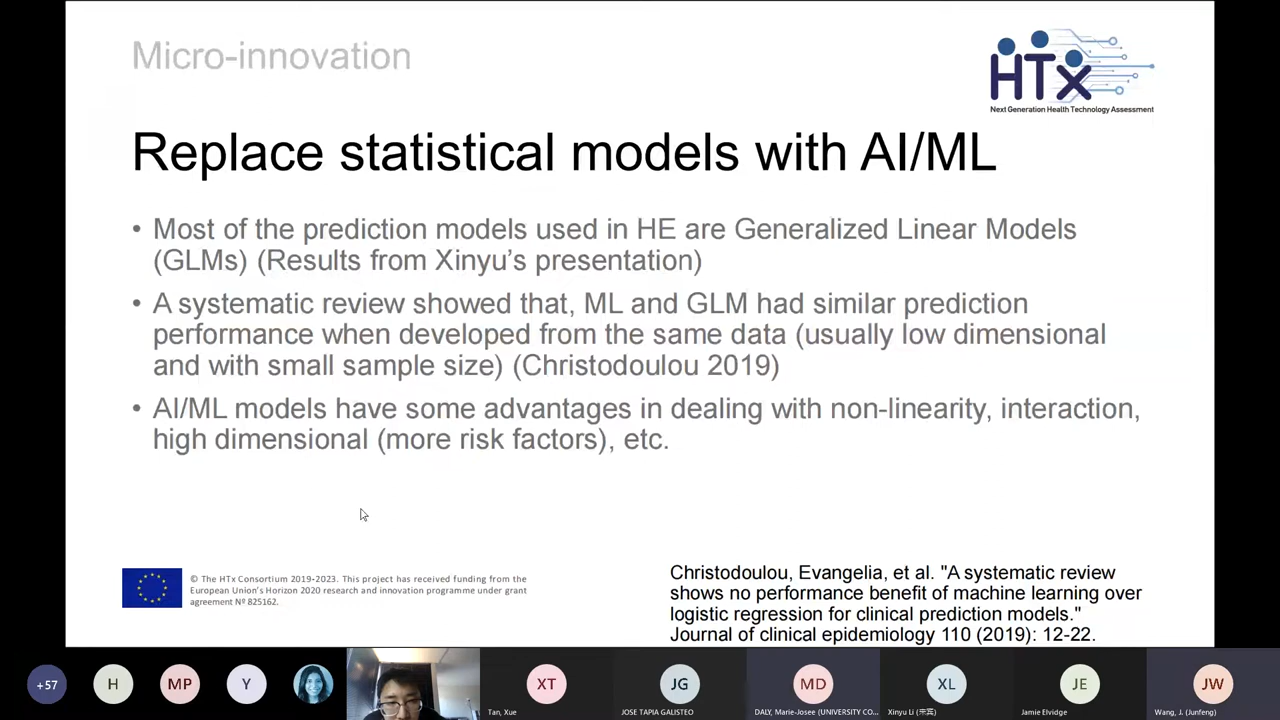 Micro-innovation
HTx
Next Generation Health Technology Assessment
Replace statistical models with AI/ML
• Most of the prediction models used in HE are Generalized Linear Models
(GLMs) (Results from Xinyu's presentation)
• A systematic review showed that, ML and GLM had similar prediction
performance when developed from the same data (usually low dimensional
and with small sample size) (Christodoulou 2019)
• AI/ML models have some advantages in dealing with non-linearity, interaction,
high dimensional (more risk factors), etc.
© The HTx Consortium 2019-2023. This project has received funding from the
European Union's Horizon 2020 research and innovation programme under grant
agreement Nº 825162.
Christodoulou, Evangelia, et al. "A systematic review
shows no performance benefit of machine learning over
logistic regression for clinical prediction models."
Journal of clinical epidemiology 110 (2019): 12-22.
+57
H
MP
Y
XT
JG
MD
XL
JE
JW
Tan, Xue
JOSE TAPIA GALISTEO
DALY, Marie-Josee (UNIVERSITY CO...
Xinyu Li
Jamie Elvidge
Wang, J. (Junfeng)